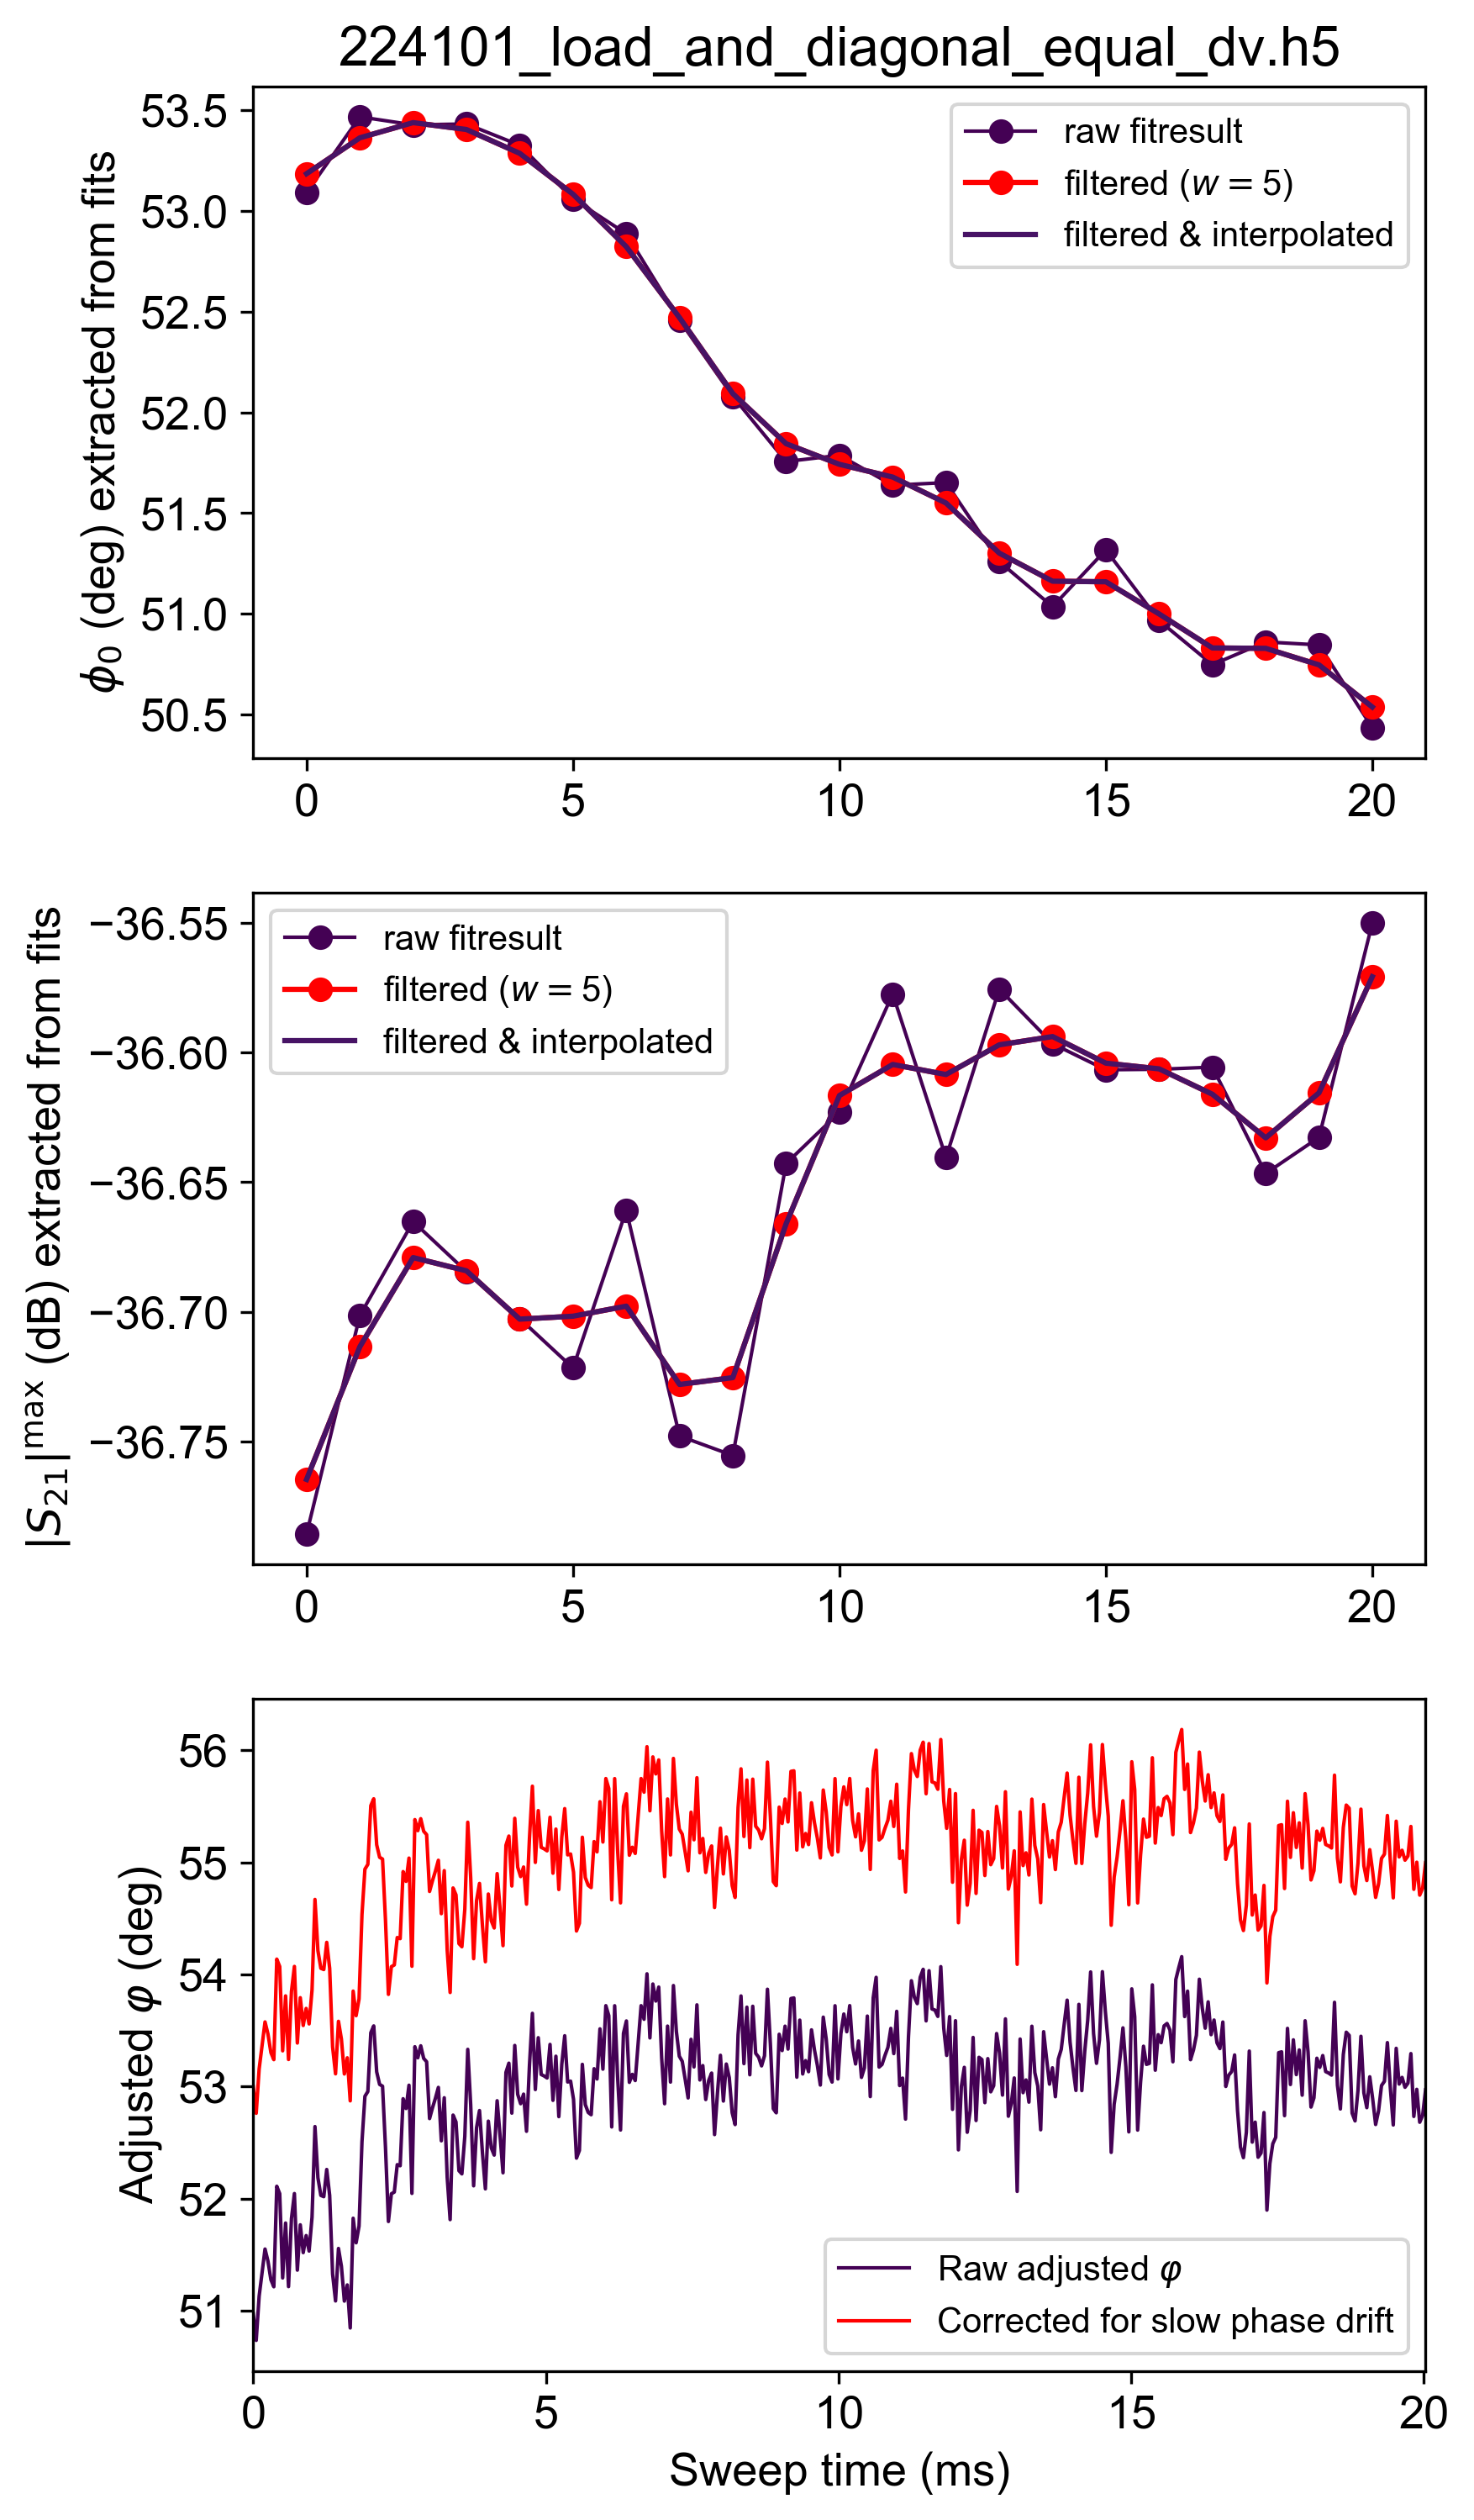 224101_load_and_diagonal_equal_dv.h5
53.5
53.0
52.5
52.0
51.5
51.0
50.5
ϕ₀ (deg) extracted from fits
raw fitresult
filtered (w = 5)
filtered & interpolated
0 5 10 15 20
−36.55
−36.60
−36.65
−36.70
−36.75
|S₂₁|ᵐᵃˣ (dB) extracted from fits
raw fitresult
filtered (w = 5)
filtered & interpolated
0 5 10 15 20
56
55
54
53
52
51
Adjusted φ (deg)
Raw adjusted φ
Corrected for slow phase drift
0 5 10 15 20
Sweep time (ms)